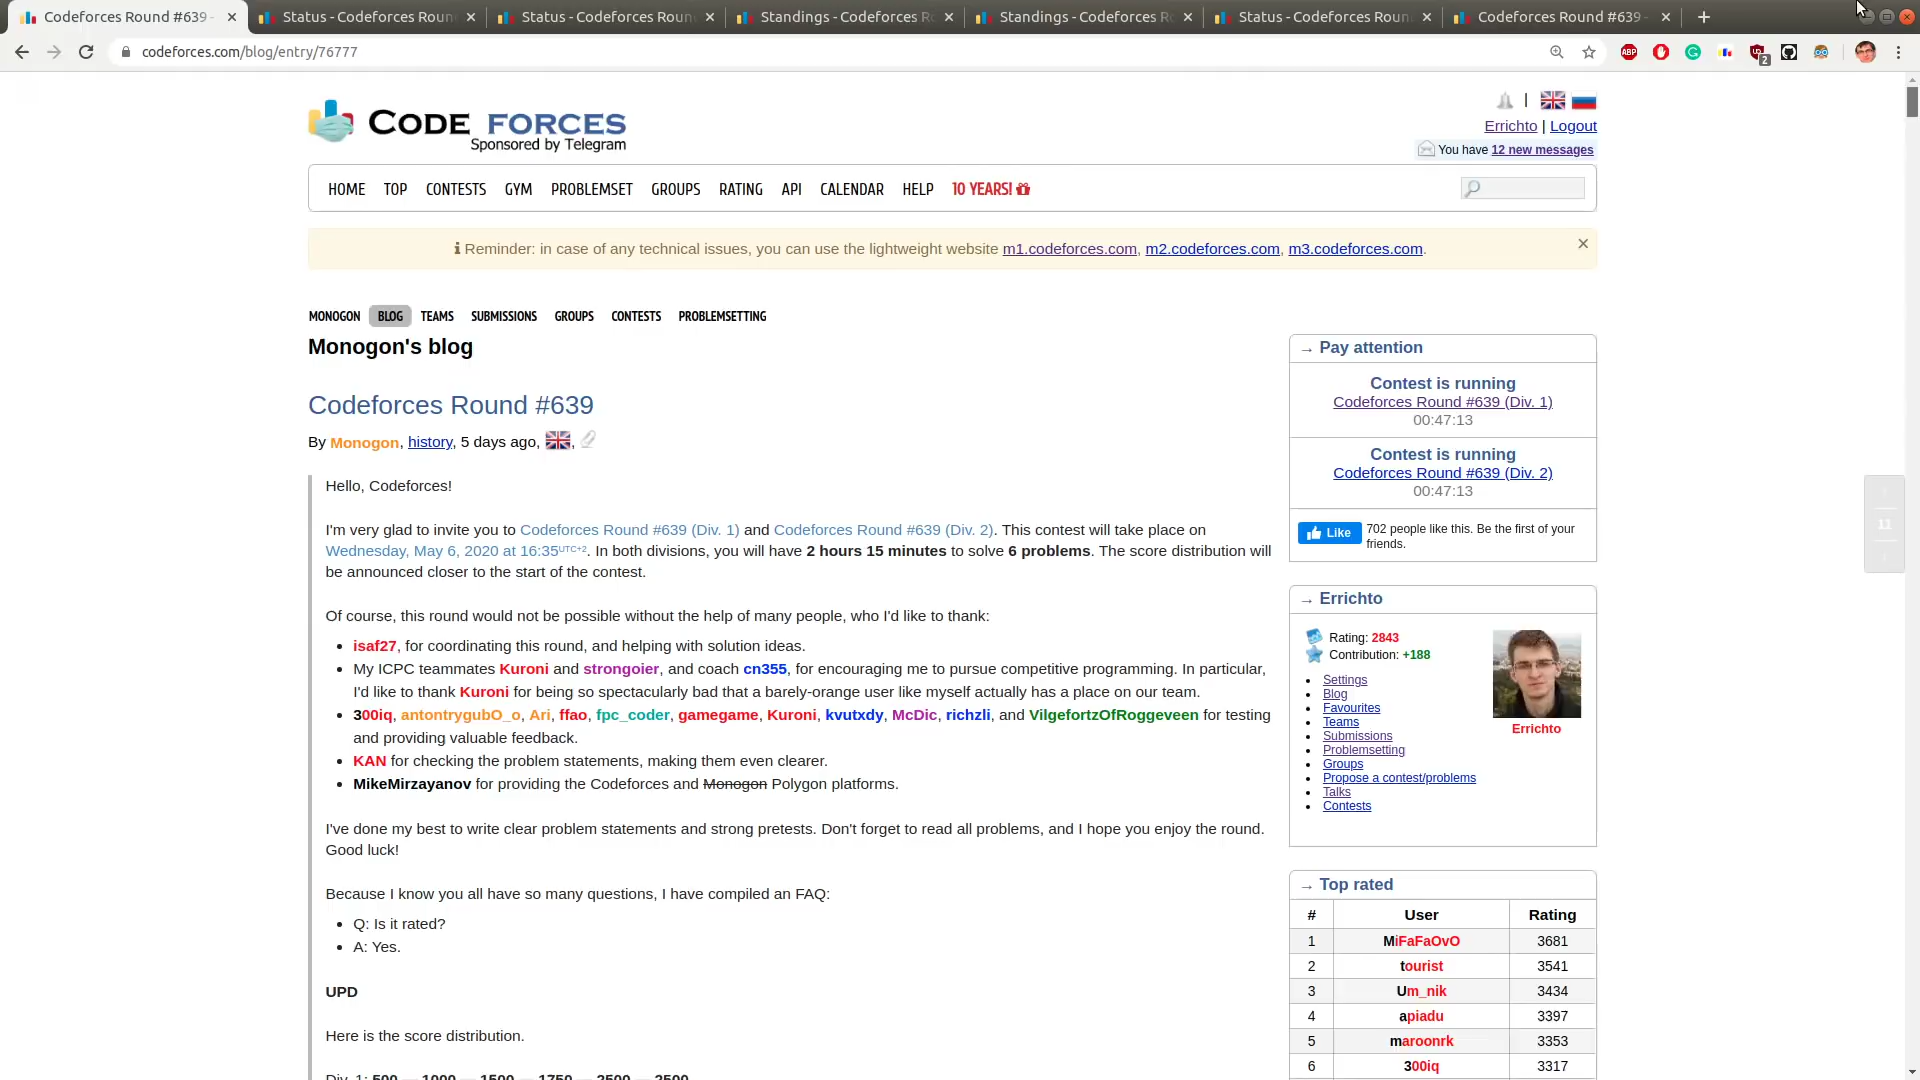 Codeforces Round #639 -
Status - Codeforces Roun
Status - Codeforces Roun
Standings - Codeforces Ro
Standings - Codeforces Ro
Status - Codeforces Roun
Codeforces Round #639 -
codeforces.com/blog/entry/76777
ABP
2
CODE FORCES
Sponsored by Telegram
|
Errichto | Logout
You have 12 new messages
HOME TOP CONTESTS GYM PROBLEMSET GROUPS RATING API CALENDAR HELP 10 YEARS!
Reminder: in case of any technical issues, you can use the lightweight website m1.codeforces.com, m2.codeforces.com, m3.codeforces.com.
MONOGON BLOG TEAMS SUBMISSIONS GROUPS CONTESTS PROBLEMSETTING
Monogon's blog
Codeforces Round #639
By Monogon, history, 5 days ago,
Hello, Codeforces!
I'm very glad to invite you to Codeforces Round #639 (Div. 1) and Codeforces Round #639 (Div. 2). This contest will take place on
Wednesday, May 6, 2020 at 16:35UTC+2. In both divisions, you will have 2 hours 15 minutes to solve 6 problems. The score distribution will
be announced closer to the start of the contest.
Of course, this round would not be possible without the help of many people, who I'd like to thank:
• isaf27, for coordinating this round, and helping with solution ideas.
• My ICPC teammates Kuroni and strongoier, and coach cn355, for encouraging me to pursue competitive programming. In particular,
I'd like to thank Kuroni for being so spectacularly bad that a barely-orange user like myself actually has a place on our team.
• 300iq, antontrygubO_o, Ari, ffao, fpc_coder, gamegame, Kuroni, kvutxdy, McDic, richzli, and VilgefortzOfRoggeveen for testing
and providing valuable feedback.
• KAN for checking the problem statements, making them even clearer.
• MikeMirzayanov for providing the Codeforces and Monogon Polygon platforms.
I've done my best to write clear problem statements and strong pretests. Don't forget to read all problems, and I hope you enjoy the round.
Good luck!
Because I know you all have so many questions, I have compiled an FAQ:
• Q: Is it rated?
• A: Yes.
UPD
Here is the score distribution.
Div. 1: 500 — 1000 — 1500 — 1750 — 2500 — 2500
→ Pay attention
Contest is running
Codeforces Round #639 (Div. 1)
00:47:13
Contest is running
Codeforces Round #639 (Div. 2)
00:47:13
Like
702 people like this. Be the first of your
friends.
→ Errichto
Rating: 2843
Contribution: +188
• Settings
• Blog
• Favourites
• Teams
• Submissions
• Problemsetting
• Groups
• Propose a contest/problems
• Talks
• Contests
Errichto
→ Top rated
# User Rating
1 MiFaFaOvO 3681
2 tourist 3541
3 Um_nik 3434
4 apiadu 3397
5 maroonrk 3353
6 300iq 3317
11